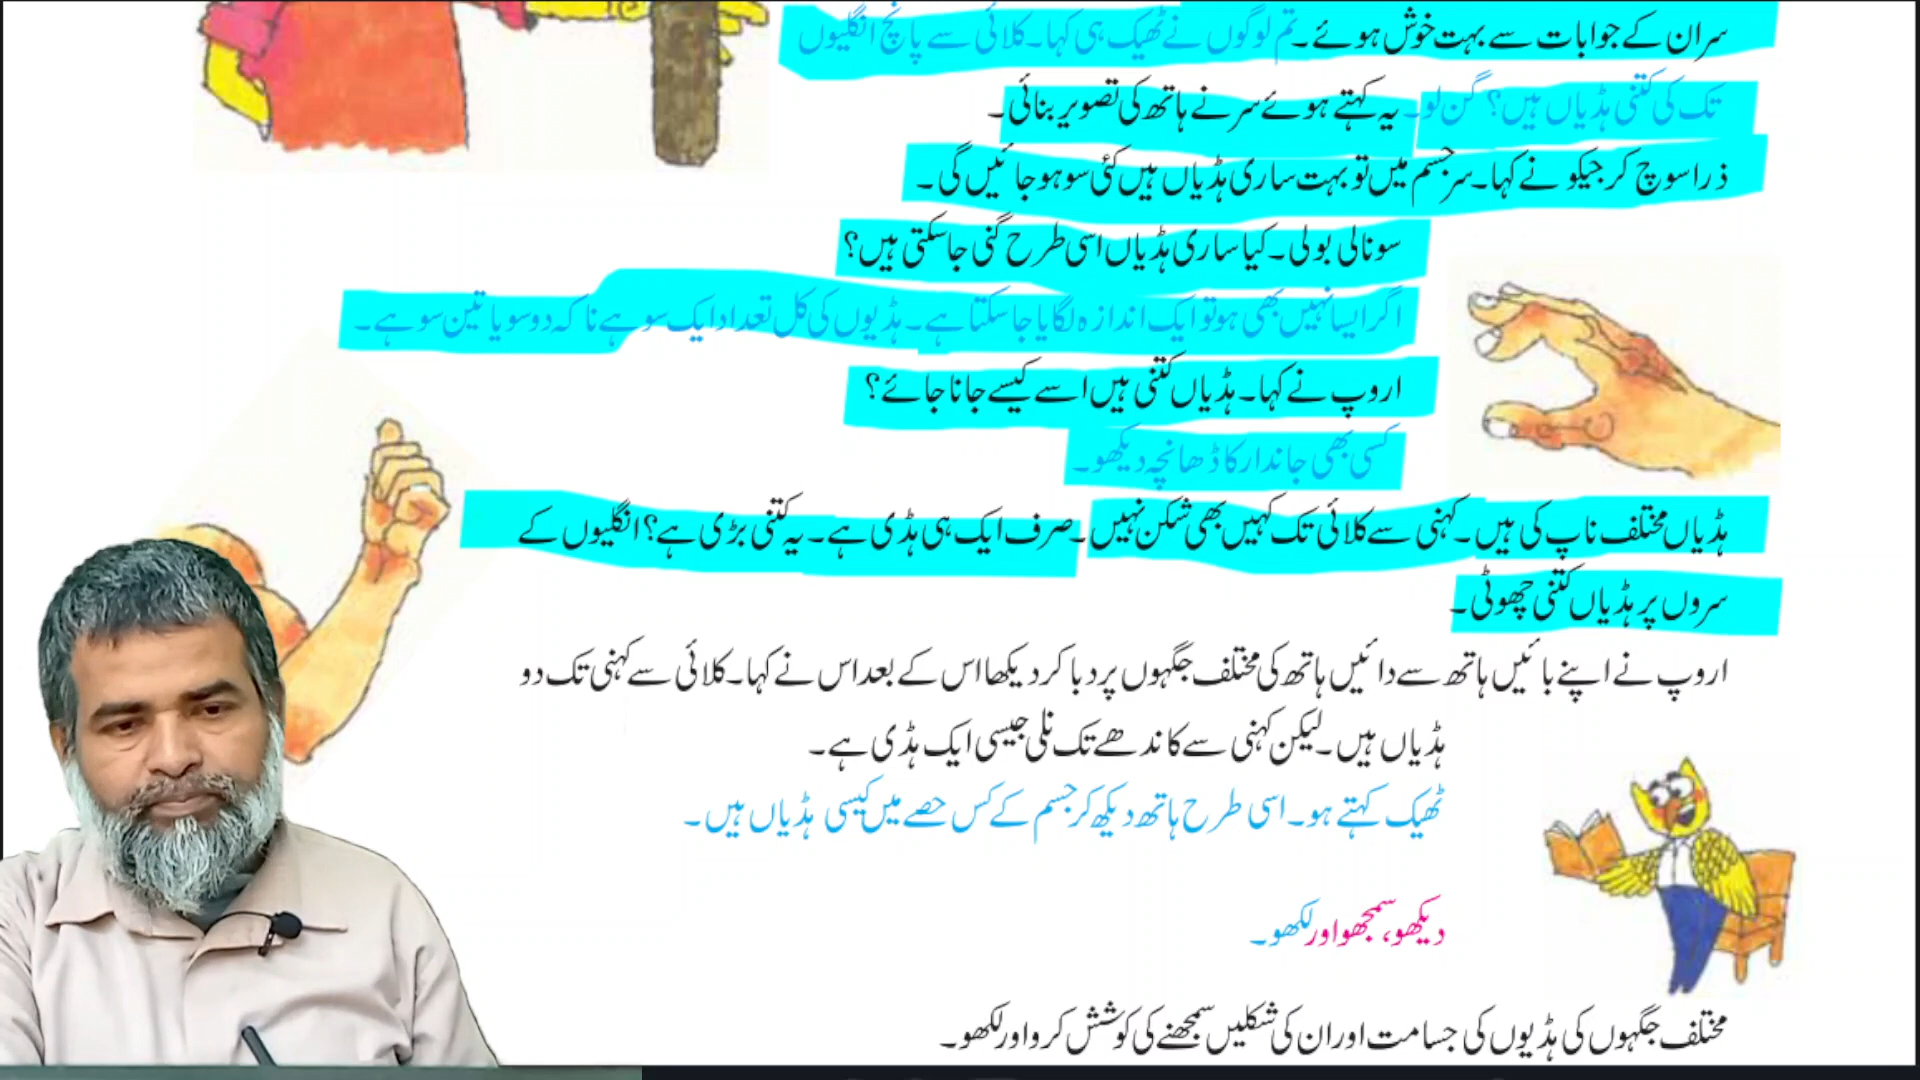 سران کے جوابات سے بہت خوش ہوئے۔ تم لوگوں نے ٹھیک ہی کہا۔ کلائی سے پانچ انگلیوں
تک کی کتنی ہڈیاں ہیں؟ گن لو۔ یہ کہتے ہوئے سر نے ہاتھ کی تصویر بنائی۔
ذرا سوچ کر جیکو نے کہا۔ سر جسم میں تو بہت ساری ہڈیاں ہیں کئی سو ہو جائیں گی۔
سونالی بولی۔ کیا ساری ہڈیاں اسی طرح گنی جاسکتی ہیں؟
اگر ایسا نہیں بھی ہو تو ایک اندازہ لگایا جا سکتا ہے۔ ہڈیوں کی کل تعداد ایک سو ہے نا کہ دو سو یا تین سو ہے۔
اروپ نے کہا۔ ہڈیاں کتنی ہیں اسے کیسے جانا جائے؟
کسی بھی جاندار کا ڈھانچہ دیکھو۔
ہڈیاں مختلف ناپ کی ہیں۔ کہنی سے کلائی تک کہیں بھی شکن نہیں۔ صرف ایک ہی ہڈی ہے۔ یہ کتنی بڑی ہے؟ انگلیوں کے
سروں پر ہڈیاں کتنی چھوٹی۔
اروپ نے اپنے بائیں ہاتھ سے دائیں ہاتھ کی مختلف جگہوں پر دبا کر دیکھا اس کے بعد اس نے کہا۔ کلائی سے کہنی تک دو
ہڈیاں ہیں۔ لیکن کہنی سے کاندھے تک نلی جیسی ایک ہڈی ہے۔
ٹھیک کہتے ہو۔ اسی طرح ہاتھ دیکھ کر جسم کے کس حصے میں کیسی ہڈیاں ہیں۔
دیکھو، سمجھو اور لکھو۔
مختلف جگہوں کی ہڈیوں کی جسامت اور ان کی شکلیں سمجھنے کی کوشش کرو اور لکھو۔